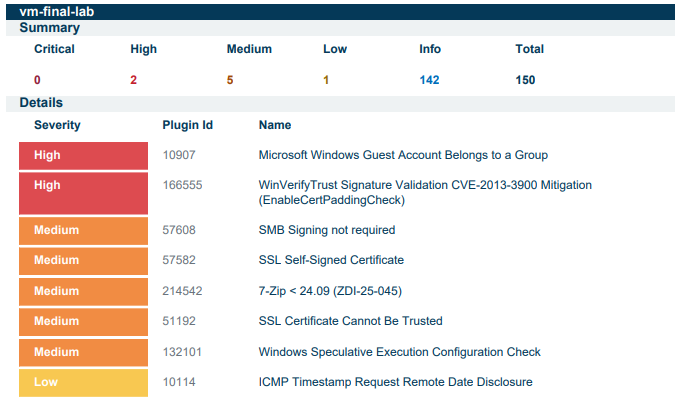 vm-final-lab
Summary
Critical High Medium Low Info Total
0 2 5 1 142 150
Details
Severity Plugin Id Name
High 10907 Microsoft Windows Guest Account Belongs to a Group
High 166555 WinVerifyTrust Signature Validation CVE-2013-3900 Mitigation
(EnableCertPaddingCheck)
Medium 57608 SMB Signing not required
Medium 57582 SSL Self-Signed Certificate
Medium 214542 7-Zip < 24.09 (ZDI-25-045)
Medium 51192 SSL Certificate Cannot Be Trusted
Medium 132101 Windows Speculative Execution Configuration Check
Low 10114 ICMP Timestamp Request Remote Date Disclosure